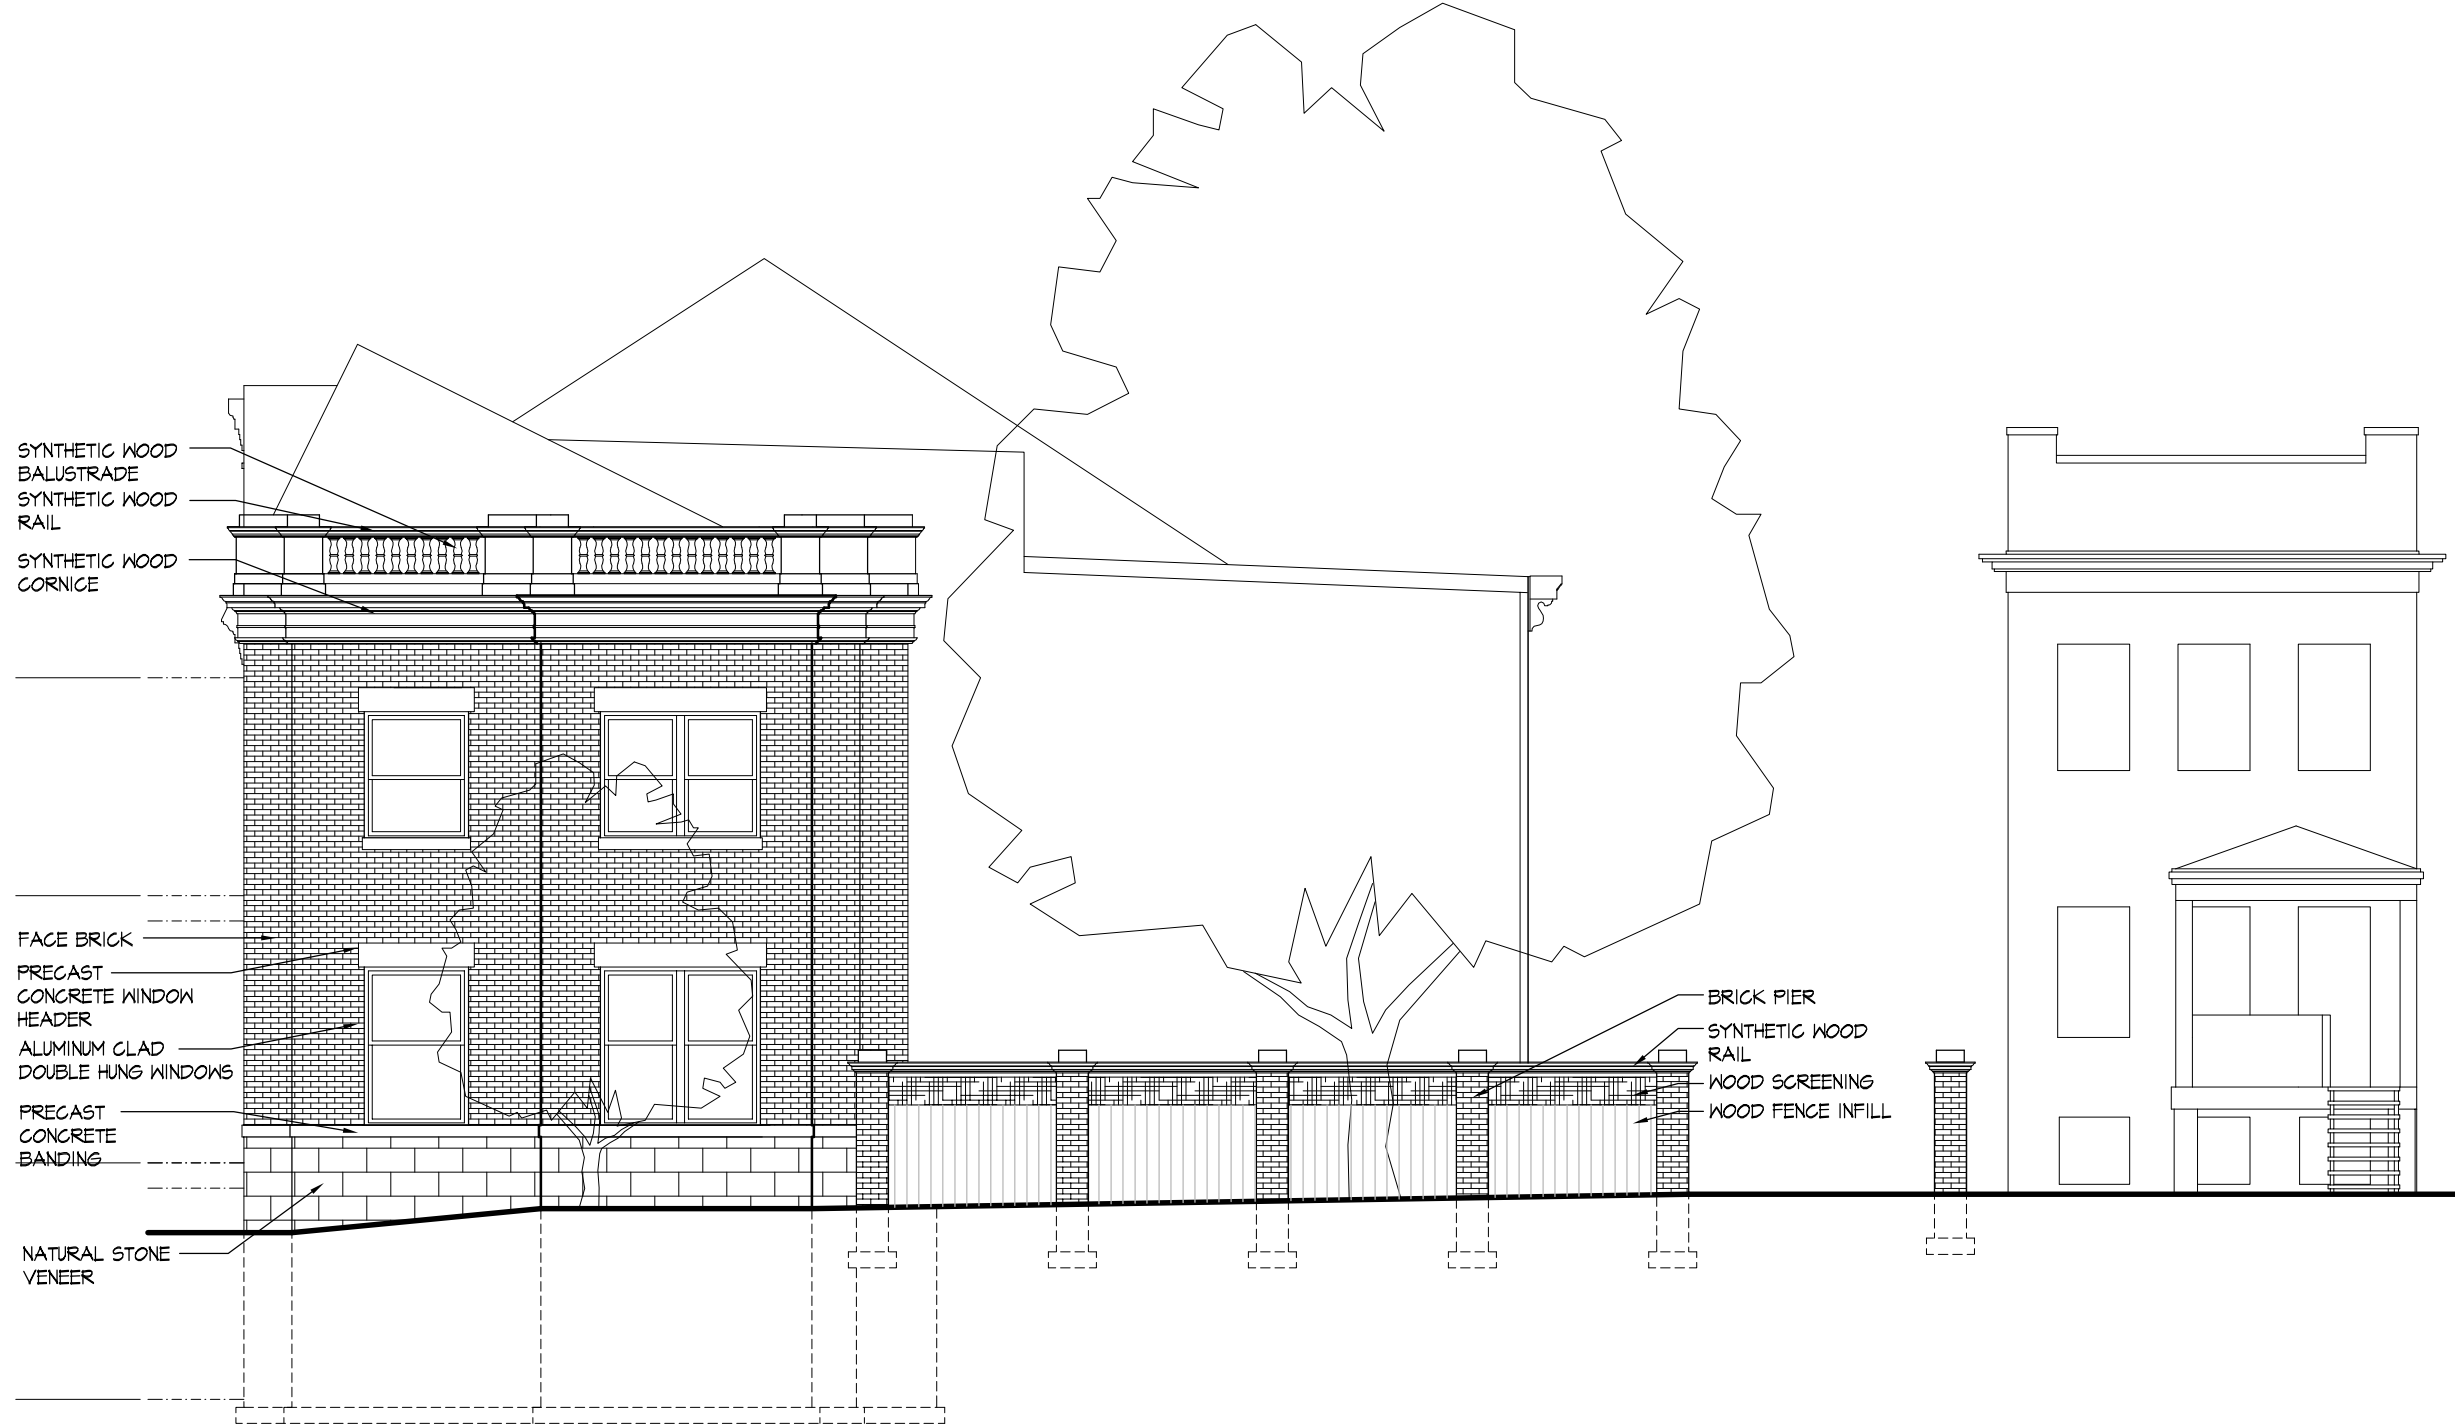 SYNTHETIC WOOD
BALUSTRADE
SYNTHETIC WOOD
RAIL
SYNTHETIC WOOD
CORNICE
FACE BRICK
PRECAST
CONCRETE WINDOW
HEADER
ALUMINUM CLAD
DOUBLE HUNG WINDOWS
PRECAST
CONCRETE
BANDING
NATURAL STONE
VENEER
BRICK PIER
SYNTHETIC WOOD
RAIL
WOOD SCREENING
WOOD FENCE INFILL